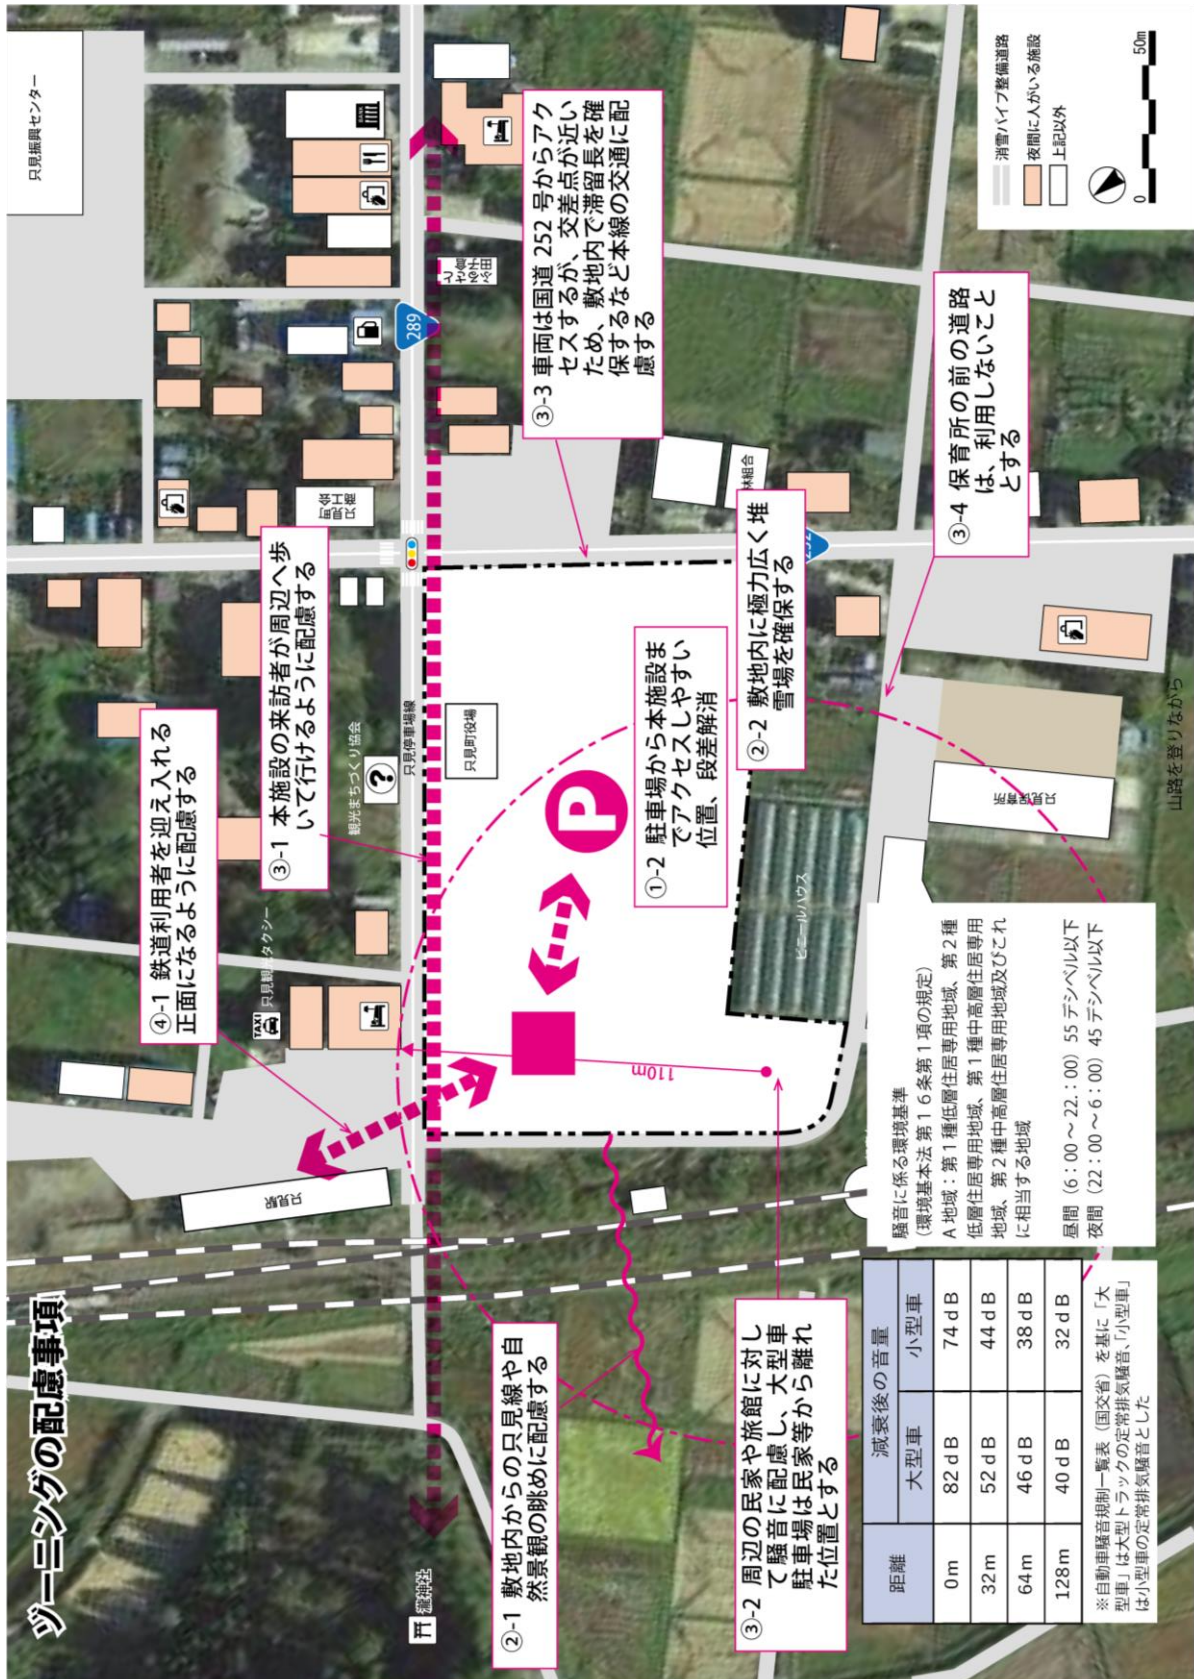 ゾーニングの配慮事項
只見振興センター
④-1 鉄道利用者を迎え入れる
正面になるように配慮する
③-1 本施設の来訪者が周辺へ歩
いて行けるように配慮する
③-3 車両は国道 252 号からアク
セスするが、交差点が近い
ため、敷地内で滞留長を確
保するなど本線の交通に配
慮する
消雪パイプ整備道路
夜間に人がいる施設
上記以外
0
50m
289
TAXI
只見観光タクシー
観光まちづくり協会
?
只見停車場線
只見駅
只見町役場
瀧神社
P
110m
①-2 駐車場から本施設ま
でアクセスしやすい
位置、段差解消
②-2 敷地内に極力広く堆
雪場を確保する
林組合
③-4 保育所の前の道路
は、利用しないこと
とする
②-1 敷地内からの只見線や自
然景観の眺めに配慮する
③-2 周辺の民家や旅館に対し
て騒音に配慮し、大型車
駐車場は民家等から離れ
た位置とする
ビニールハウス
只見保育所
山路を登りながら
距離 減衰後の音量
大型車 小型車
0m 82dB 74dB
32m 52dB 44dB
64m 46dB 38dB
128m 40dB 32dB
※自動車騒音規制一覧表（国交省）を基に「大
型車」は大型トラックの定常排気騒音、「小型車」
は小型車の定常排気騒音とした
騒音に係る環境基準
(環境基本法 第16条第1項の規定)
A 地域：第1種低層住居専用地域、第2種
低層住居専用地域、第1種中高層住居専用
地域、第2種中高層住居専用地域及びこれ
に相当する地域
昼間（6：00～22：00）55 デシベル以下
夜間（22：00～6：00）45 デシベル以下